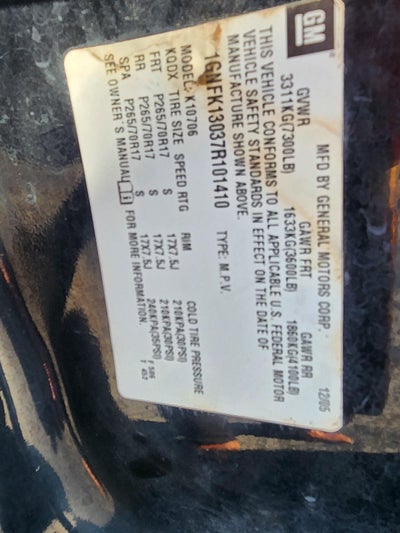 GM
MFD BY GENERAL MOTORS CORP. 12/05
GVWR GAWR FRT GAWR RR
3311KG(7300LB) 1633KG(3600LB) 1860KG(4100LB)
THIS VEHICLE CONFORMS TO ALL APPLICABLE U.S. FEDERAL MOTOR
VEHICLE SAFETY STANDARDS IN EFFECT ON THE DATE OF
MANUFACTURE SHOWN ABOVE.
1GNFK13037R101410 TYPE: M.P.V.
MODEL: K10706
KQDX TIRE SIZE SPEED RTG RIM COLD TIRE PRESSURE
FRT P265/70R17 S 17X7.5J 210KPA(30PSI)
RR P265/70R17 S 17X7.5J 210KPA(30PSI)
SPA P265/70R17 S 17X7.5J 240KPA(35PSI)
SEE OWNER'S MANUAL FOR MORE INFORMATION.